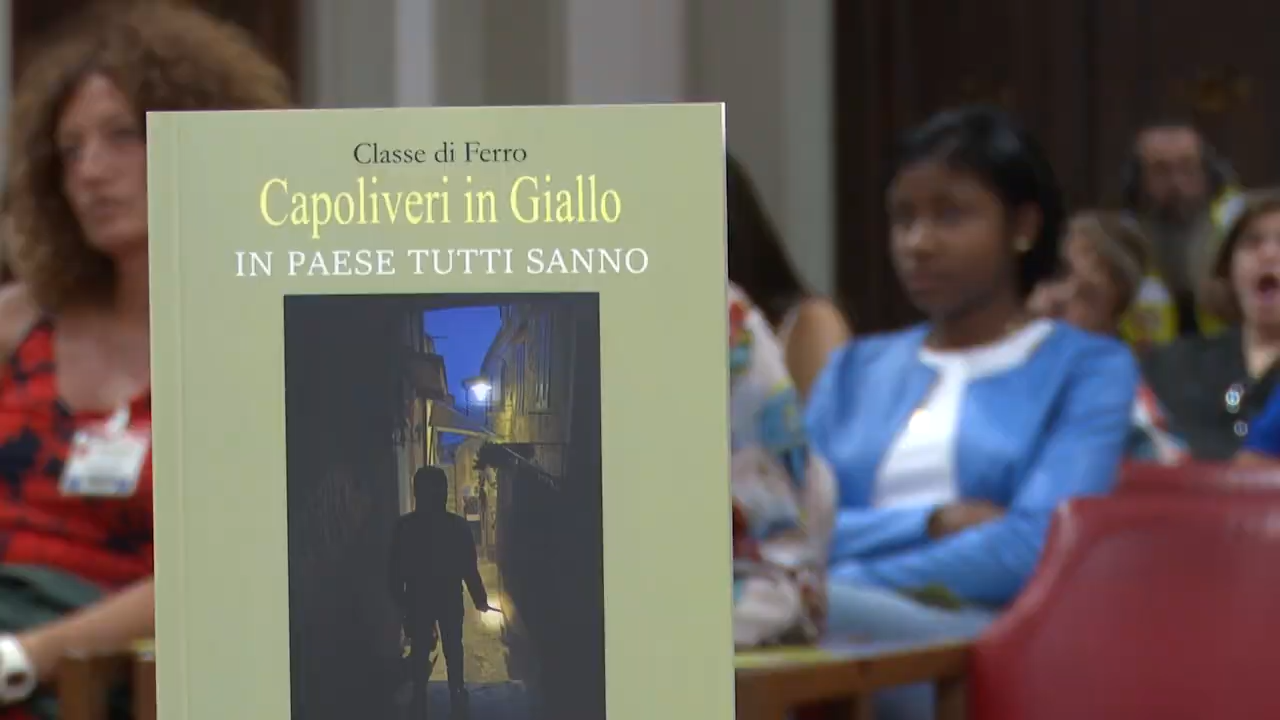 Classe di Ferro
Capoliveri in Giallo
IN PAESE TUTTI SANNO